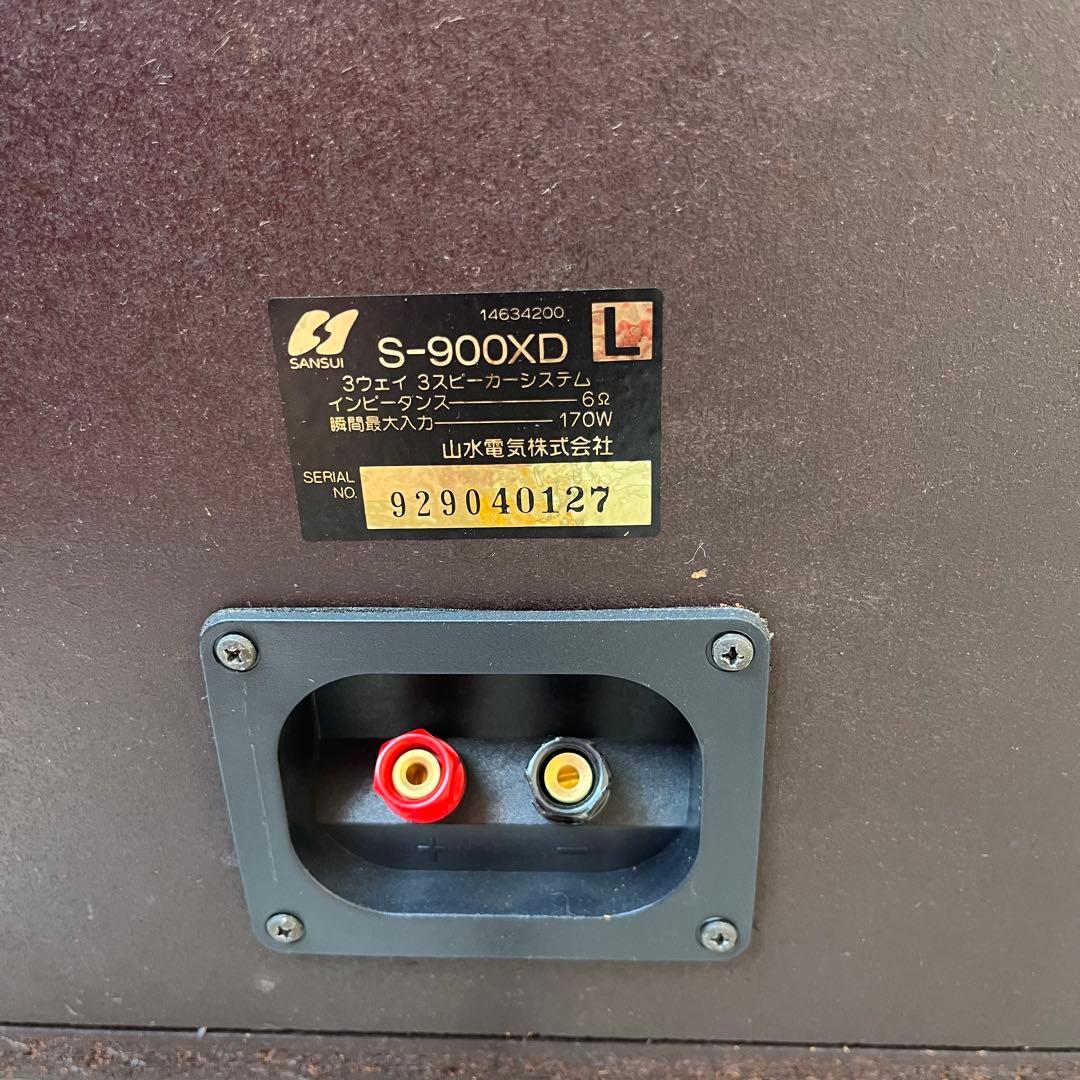 14634200
L
SANSUI
S-900XD
3ウェイ 3スピーカーシステム
インピーダンス 6Ω
瞬間最大入力 170W
山水電気株式会社
SERIAL NO. 929040127
+ −